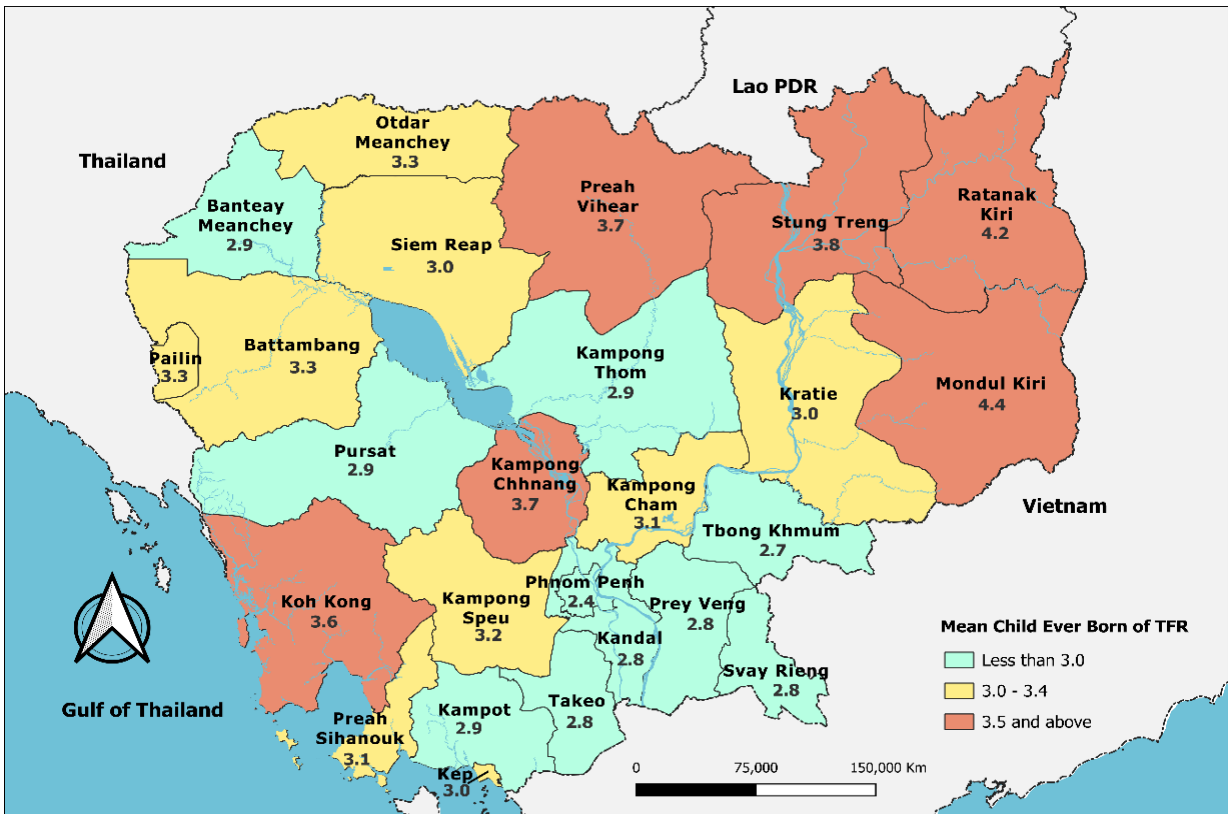 Lao PDR
Thailand
Otdar
Meanchey
3.3
Banteay
Meanchey
2.9
Siem Reap
3.0
Preah
Vihear
3.7
Stung Treng
3.8
Ratanak
Kiri
4.2
Pailin
3.3
Battambang
3.3
Kampong
Thom
2.9
Kratie
3.0
Mondul Kiri
4.4
Pursat
2.9
Kampong
Chhnang
3.7
Kampong
Cham
3.1
Tbong Khmum
2.7
Vietnam
Koh Kong
3.6
Kampong
Speu
3.2
Phnom Penh
2.4
Prey Veng
2.8
Kandal
2.8
Svay Rieng
2.8
Takeo
2.8
Kampot
2.9
Preah
Sihanouk
3.1
Kep
3.0
Gulf of Thailand
Mean Child Ever Born of TFR
Less than 3.0
3.0 - 3.4
3.5 and above
0 75,000 150,000 Km